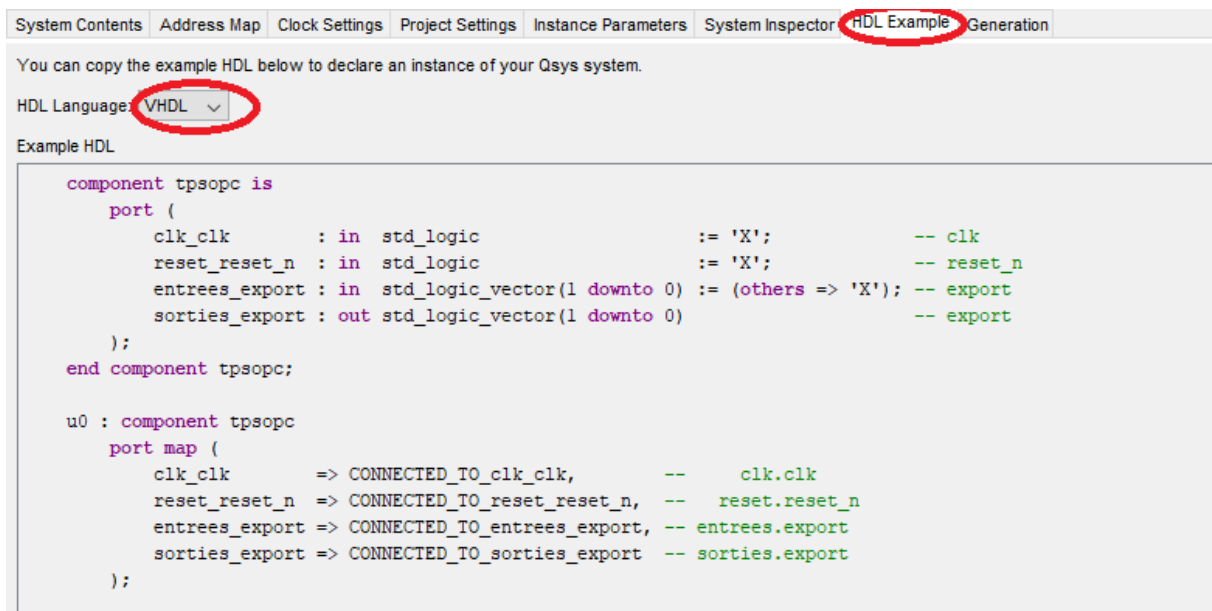 System Contents Address Map Clock Settings Project Settings Instance Parameters System Inspector HDL Example Generation
You can copy the example HDL below to declare an instance of your Qsys system.
HDL Language: VHDL
Example HDL
component tpsopc is
port (
clk_clk : in std_logic := 'X'; -- clk
reset_reset_n : in std_logic := 'X'; -- reset_n
entrees_export : in std_logic_vector(1 downto 0) := (others => 'X'); -- export
sorties_export : out std_logic_vector(1 downto 0) -- export
);
end component tpsopc;
u0 : component tpsopc
port map (
clk_clk => CONNECTED_TO_clk_clk, -- clk.clk
reset_reset_n => CONNECTED_TO_reset_reset_n, -- reset.reset_n
entrees_export => CONNECTED_TO_entrees_export, -- entrees.export
sorties_export => CONNECTED_TO_sorties_export -- sorties.export
);